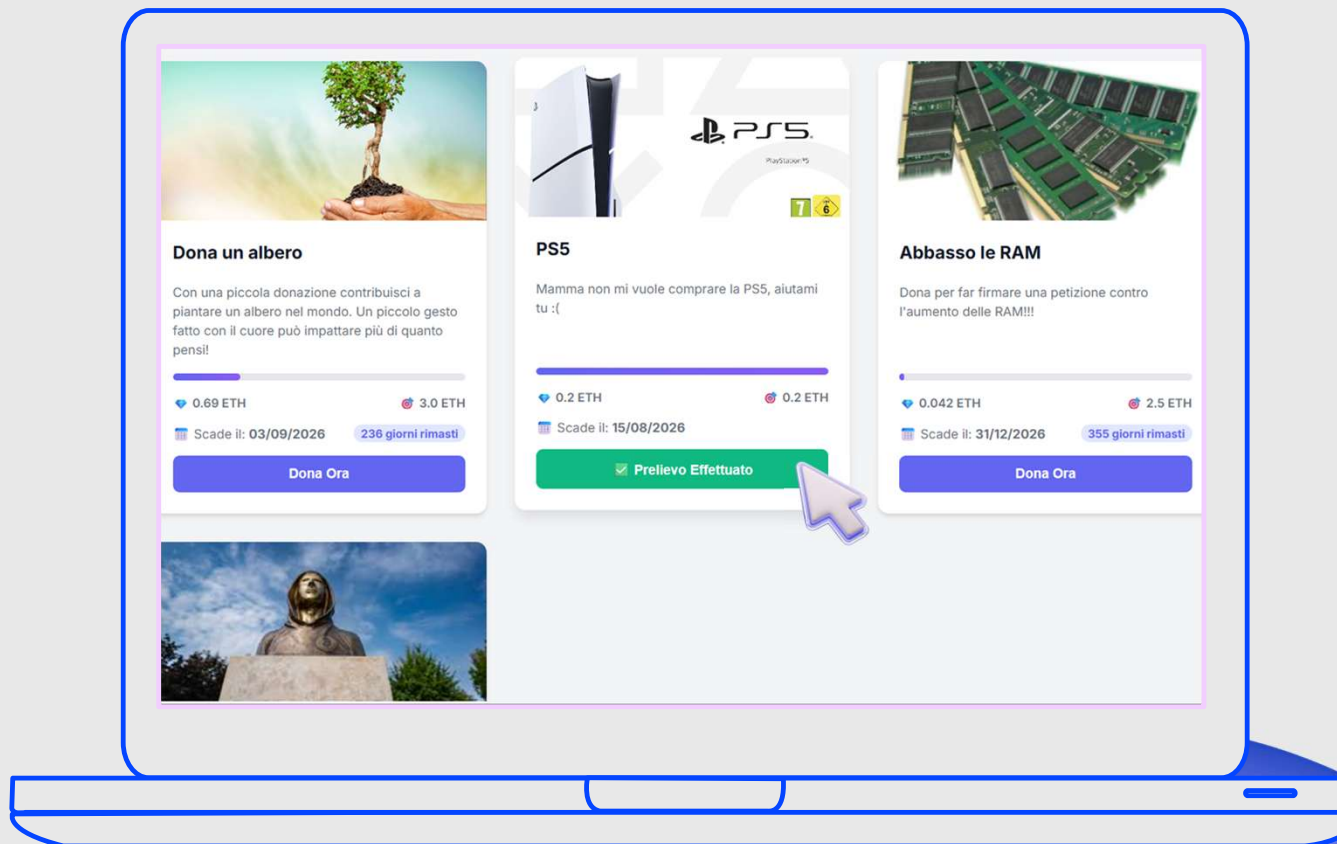 PS5
PlayStation®5
7
6
Dona un albero
Con una piccola donazione contribuisci a
piantare un albero nel mondo. Un piccolo gesto
fatto con il cuore può impattare più di quanto
pensi!
0.69 ETH
3.0 ETH
Scade il: 03/09/2026
236 giorni rimasti
Dona Ora
PS5
Mamma non mi vuole comprare la PS5, aiutami
tu :(
0.2 ETH
0.2 ETH
Scade il: 15/08/2026
Prelievo Effettuato
Abbasso le RAM
Dona per far firmare una petizione contro
l'aumento delle RAM!!!
0.042 ETH
2.5 ETH
Scade il: 31/12/2026
355 giorni rimasti
Dona Ora